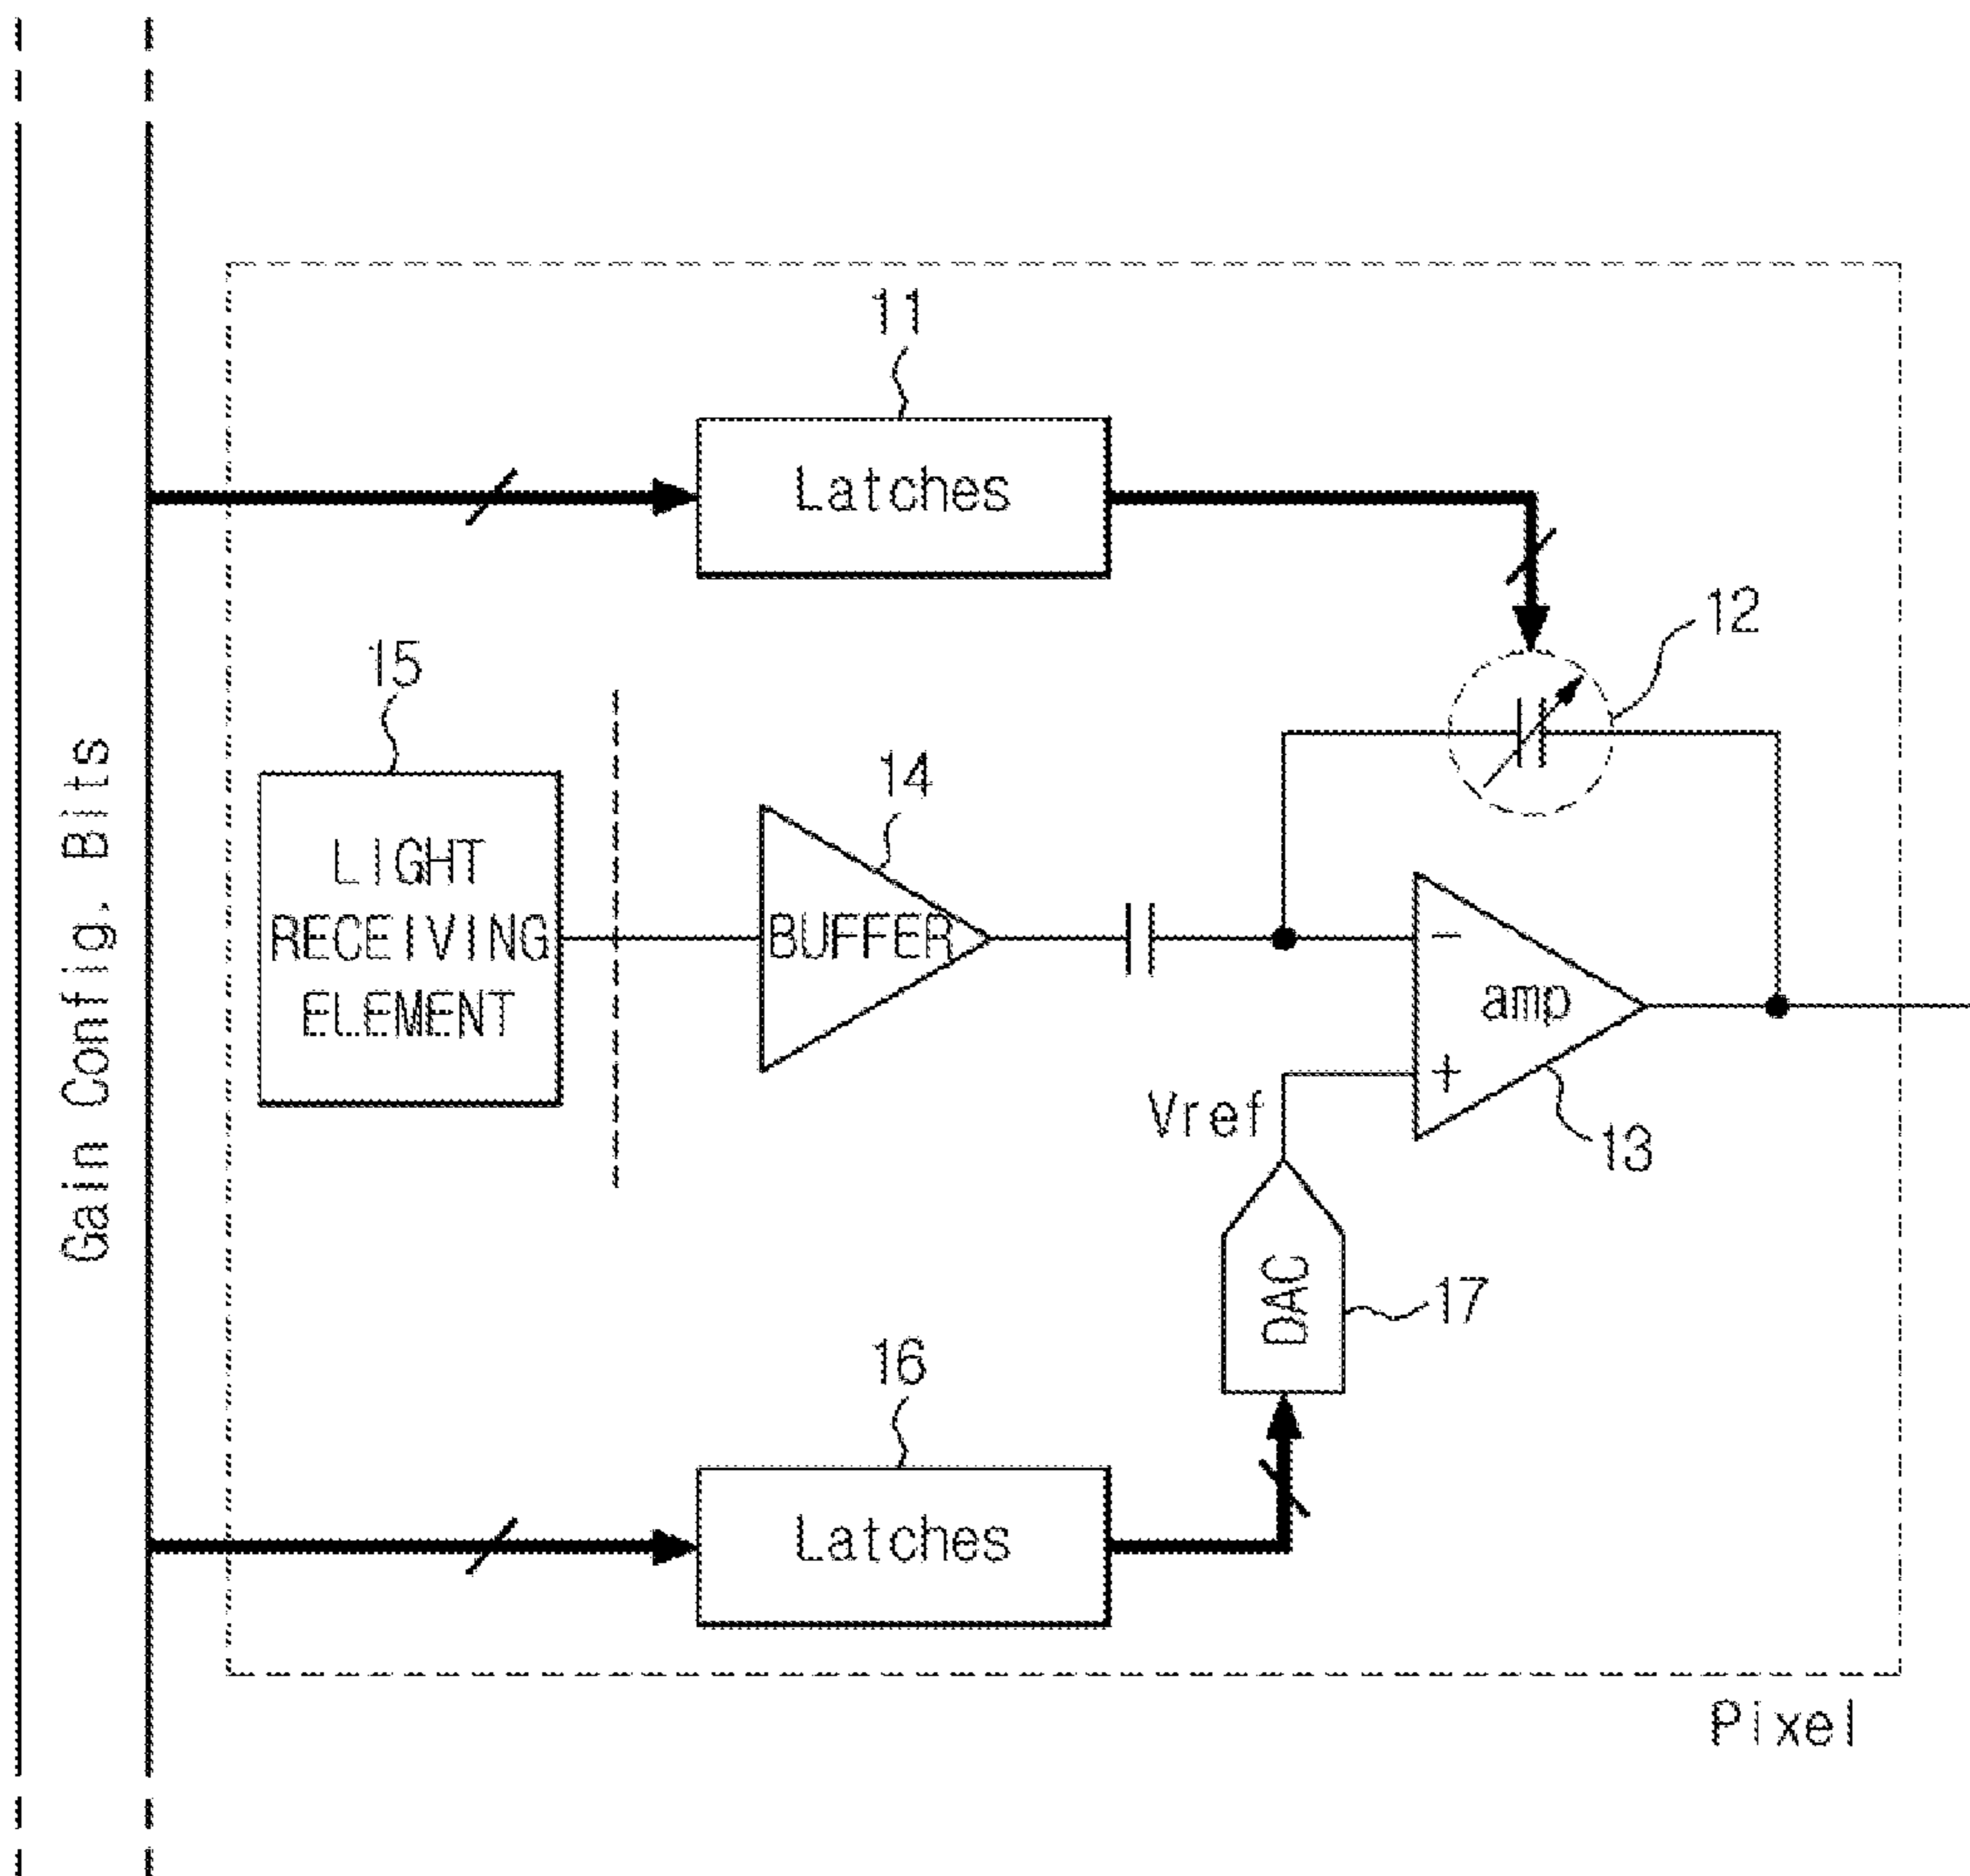 Gain Config. Bits
11
Latches
12
15
LIGHT
RECEIVING
ELEMENT
14
BUFFER
−
amp
+
Vref
13
DAC
17
16
Latches
Pixel